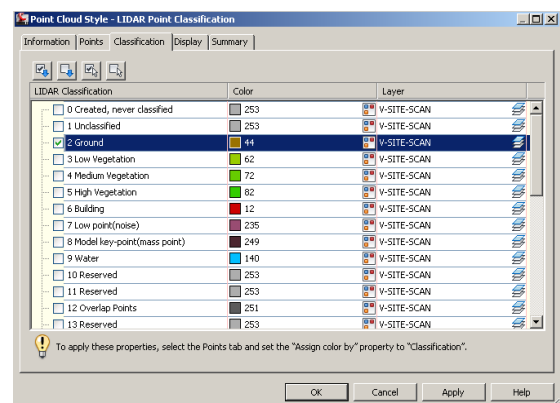 Point Cloud Style - LIDAR Point Classification
Information Points Classification Display Summary
LIDAR Classification Color Layer
0 Created, never classified 253 V-SITE-SCAN
1 Unclassified 253 V-SITE-SCAN
2 Ground 44 V-SITE-SCAN
3 Low Vegetation 62 V-SITE-SCAN
4 Medium Vegetation 72 V-SITE-SCAN
5 High Vegetation 82 V-SITE-SCAN
6 Building 12 V-SITE-SCAN
7 Low point(noise) 235 V-SITE-SCAN
8 Model key-point(mass point) 249 V-SITE-SCAN
9 Water 140 V-SITE-SCAN
10 Reserved 253 V-SITE-SCAN
11 Reserved 253 V-SITE-SCAN
12 Overlap Points 251 V-SITE-SCAN
13 Reserved 253 V-SITE-SCAN
To apply these properties, select the Points tab and set the "Assign color by" property to "Classification".
OK Cancel Apply Help